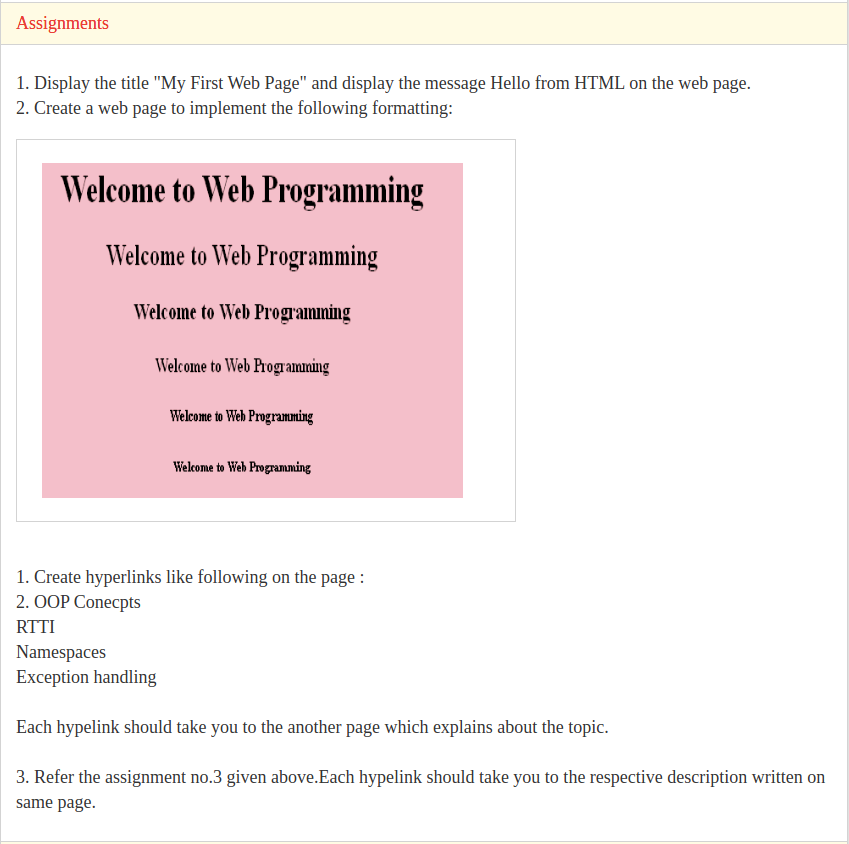 Assignments
1. Display the title "My First Web Page" and display the message Hello from HTML on the web page.
2. Create a web page to implement the following formatting:
Welcome to Web Programming
Welcome to Web Programming
Welcome to Web Programming
Welcome to Web Programming
Welcome to Web Programming
Welcome to Web Programming
1. Create hyperlinks like following on the page :
2. OOP Conecpts
RTTI
Namespaces
Exception handling
Each hypelink should take you to the another page which explains about the topic.
3. Refer the assignment no.3 given above.Each hypelink should take you to the respective description written on
same page.